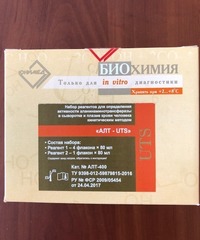 БИОХИМИЯ
Только для in vitro диагностики
Хранить при +2...+8°C
Набор реагентов для определения
активности аланинаминотрансферазы
в сыворотке и плазме крови человека
кинетическим методом
«АЛТ - UTS»
UTS
Состав набора:
Реагент 1 – 4 флакона × 80 мл
Реагент 2 – 1 флакон × 80 мл
Кат. № АЛТ-409
ТУ 9398-012-59879815-2016
РУ № ФСР 2009/05454
от 24.04.2017